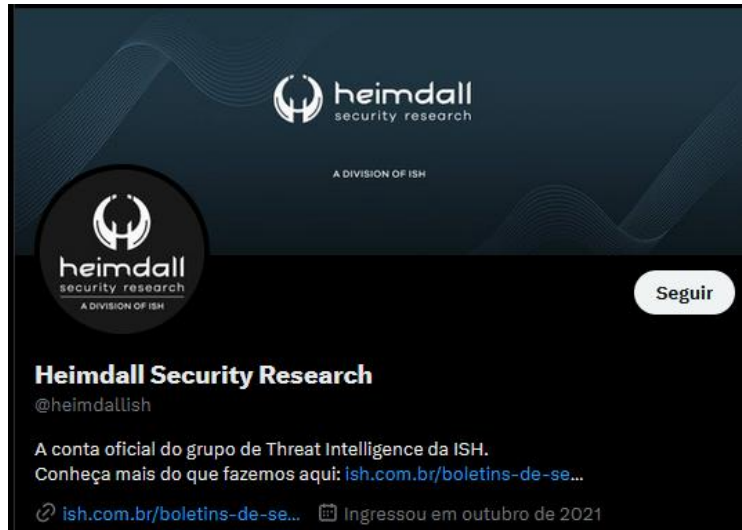 heimdall
security research
A DIVISION OF ISH
heimdall
security research
A DIVISION OF ISH
Seguir
Heimdall Security Research
@heimdallish
A conta oficial do grupo de Threat Intelligence da ISH.
Conheça mais do que fazemos aqui: ish.com.br/boletins-de-se...
ish.com.br/boletins-de-se... Ingressou em outubro de 2021